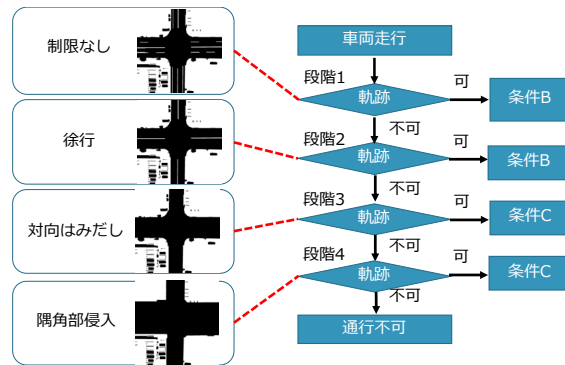 制限なし
徐行
対向はみだし
隅角部侵入
車両走行
段階1
軌跡
可
条件B
不可
段階2
軌跡
可
条件B
不可
段階3
軌跡
可
条件C
不可
段階4
軌跡
可
条件C
不可
通行不可